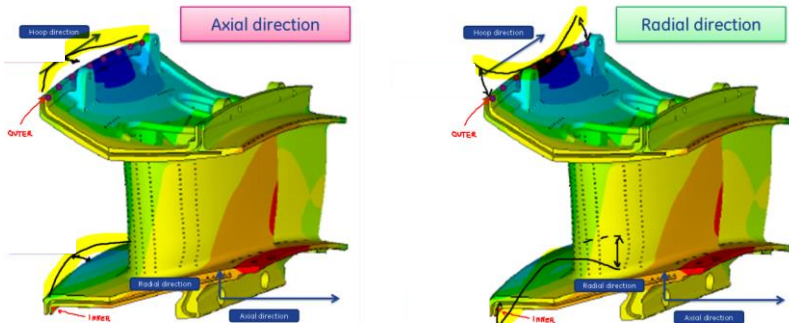 Axial direction
Hoop direction
OUTER
Radial direction
Axial direction
INNER
Radial direction
Hoop direction
OUTER
Radial direction
Axial direction
INNER